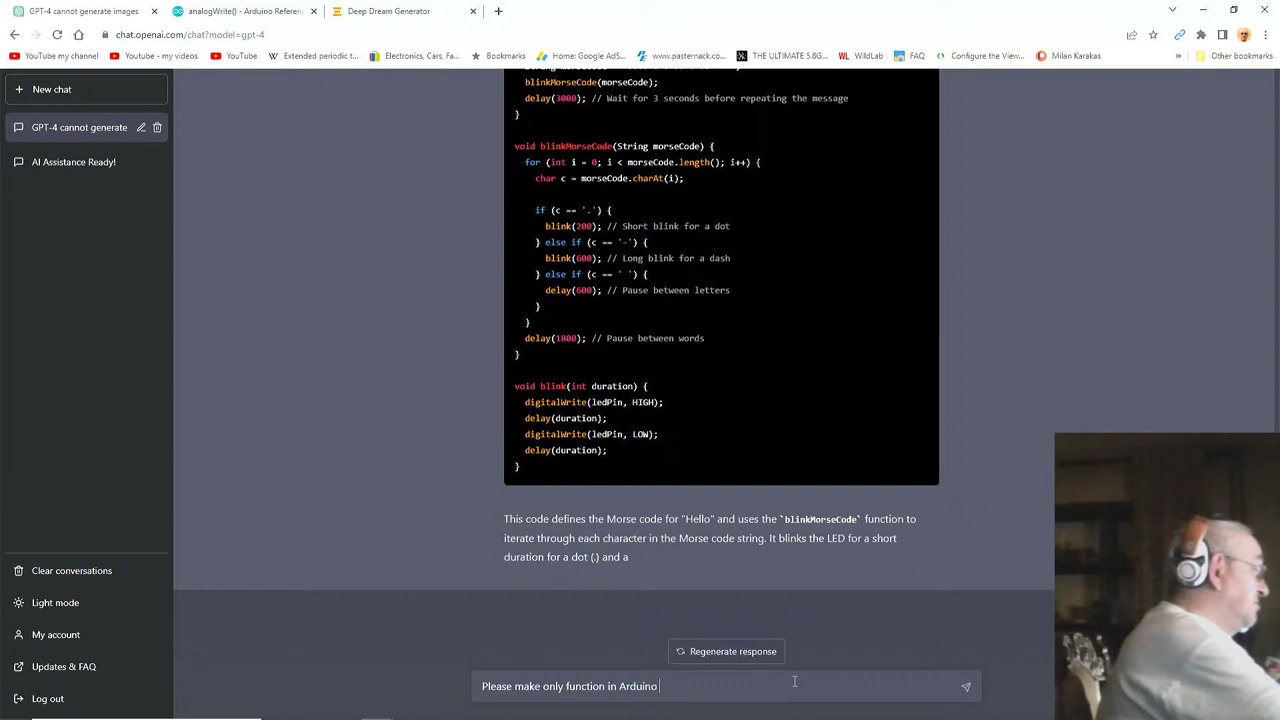 GPT-4 cannot generate images.
analogWrite() - Arduino Referen
Deep Dream Generator
chat.openai.com/chat?model=gpt-4
YouTube my channel
Youtube - my videos.
YouTube
Extended periodic t...
Electronics, Cars, Fa...
Bookmarks
Home: Google AdS...
www.pasternack.co...
THE ULTIMATE 5.8G...
WL WildLab
FAQ
Configure the View...
Milan Karakas
»
Other bookmarks
New chat
GPT-4 cannot generate
AI Assistance Ready!
blinkMorseCode(morseCode);
delay(3000); // Wait for 3 seconds before repeating the message
}
void blinkMorseCode(String morseCode) {
for (int i = 0; i < morseCode.length(); i++) {
char c = morseCode.charAt(i);
if (c == '.') {
blink(200); // Short blink for a dot
} else if (c == '-') {
blink(600); // Long blink for a dash
} else if (c == ' ') {
delay(600); // Pause between letters
}
}
delay(1800); // Pause between words
}
void blink(int duration) {
digitalWrite(ledPin, HIGH);
delay(duration);
digitalWrite(ledPin, LOW);
delay(duration);
}
This code defines the Morse code for "Hello" and uses the `blinkMorseCode` function to
iterate through each character in the Morse code string. It blinks the LED for a short
duration for a dot (.) and a
Clear conversations
Light mode
My account
Updates & FAQ
Log out
Regenerate response
Please make only function in Arduino